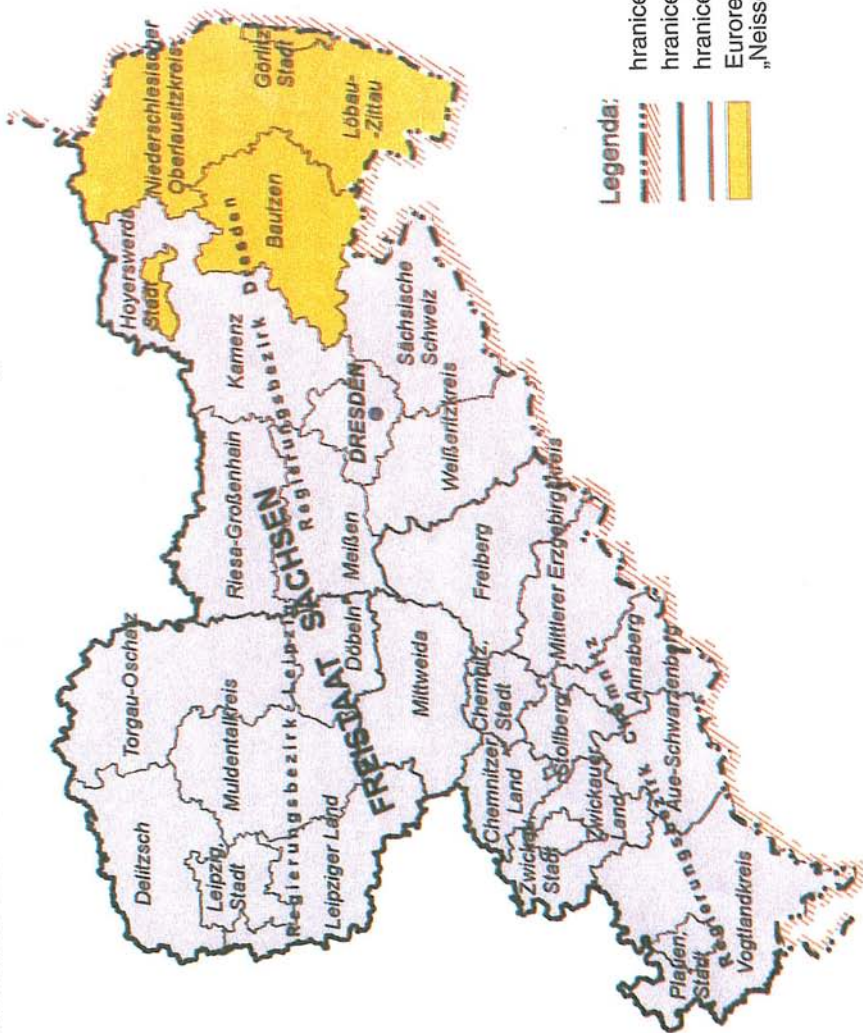 Delitzsch
Torgau-Oschatz
Leipzig,
Stadt
Muldentalkreis
Regierungsbezirk Leipzig
Leipziger Land
Döbeln
FREISTAAT SACHSEN
Riesa-Großenhain
Kamenz
Hoyerswerda
Stadt
Niederschlesischer
Oberlausitzkreis
Görlitz
Stadt
Bautzen
Löbau
-Zittau
Regierungsbezirk Dresden
Meißen
DRESDEN
Sächsische
Schweiz
Weißeritzkreis
Mittweida
Freiberg
Chemnitz,
Stadt
Chemnitzer
Land
Mittlerer Erzgebirgskreis
Stollberg
Annaberg
Zwickau
Stadt
Zwickauer
Land
Aue-Schwarzenberg
Regierungsbezirk Chemnitz
Plauen,
Stadt
Vogtlandkreis
Legenda:
hranice
hranice
hranice
Eurore
„Neiss